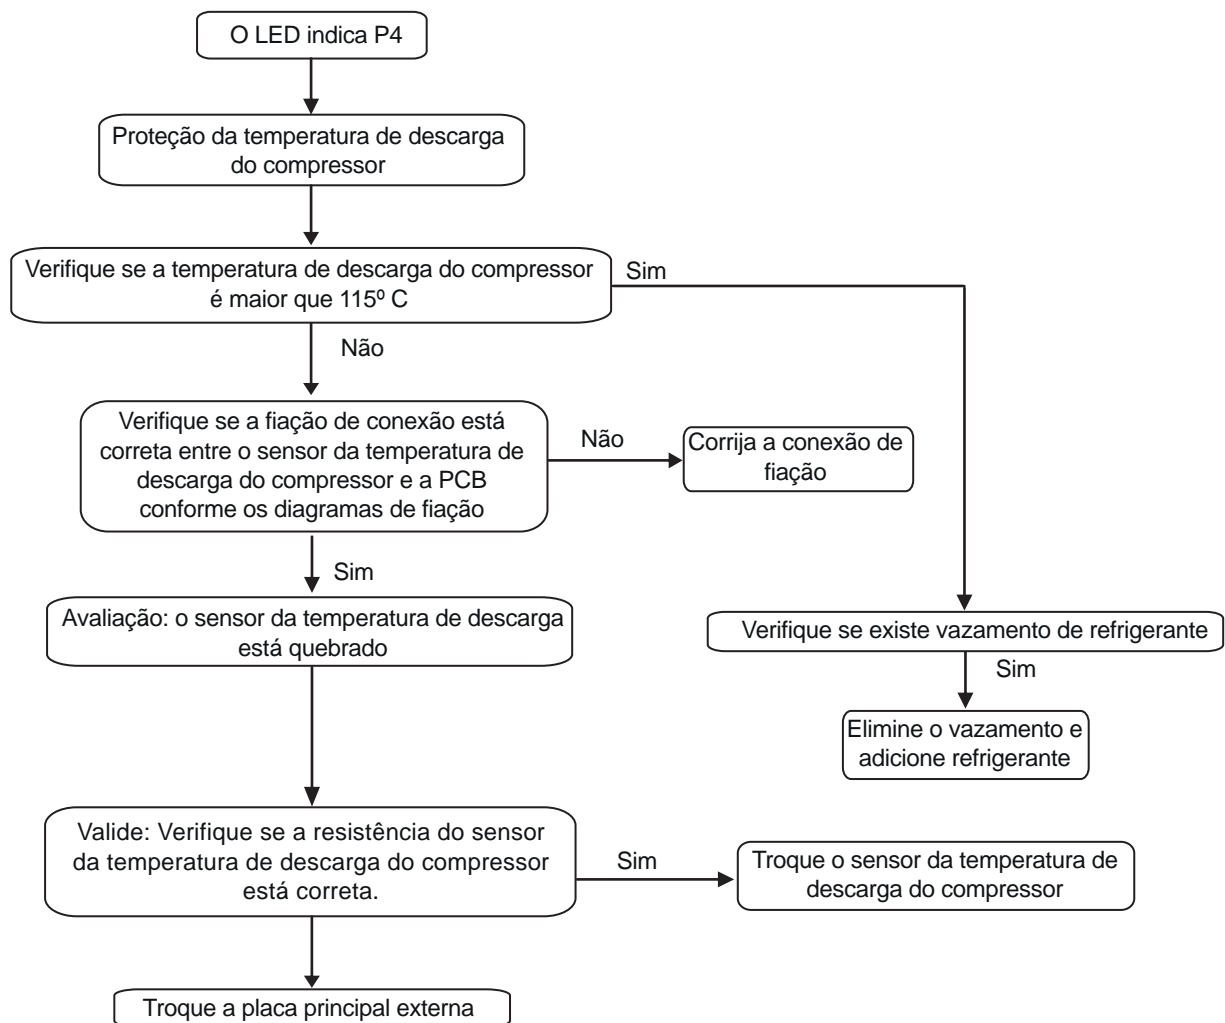 O LED indica P4
Proteção da temperatura de descarga
do compressor
Verifique se a temperatura de descarga do compressor
é maior que 115º C
Sim
Não
Verifique se a fiação de conexão está
correta entre o sensor da temperatura de
descarga do compressor e a PCB
conforme os diagramas de fiação
Não
Corrija a conexão de
fiação
Sim
Avaliação: o sensor da temperatura de descarga
está quebrado
Verifique se existe vazamento de refrigerante
Sim
Elimine o vazamento e
adicione refrigerante
Valide: Verifique se a resistência do sensor
da temperatura de descarga do compressor
está correta.
Sim
Troque o sensor da temperatura de
descarga do compressor
Troque a placa principal externa